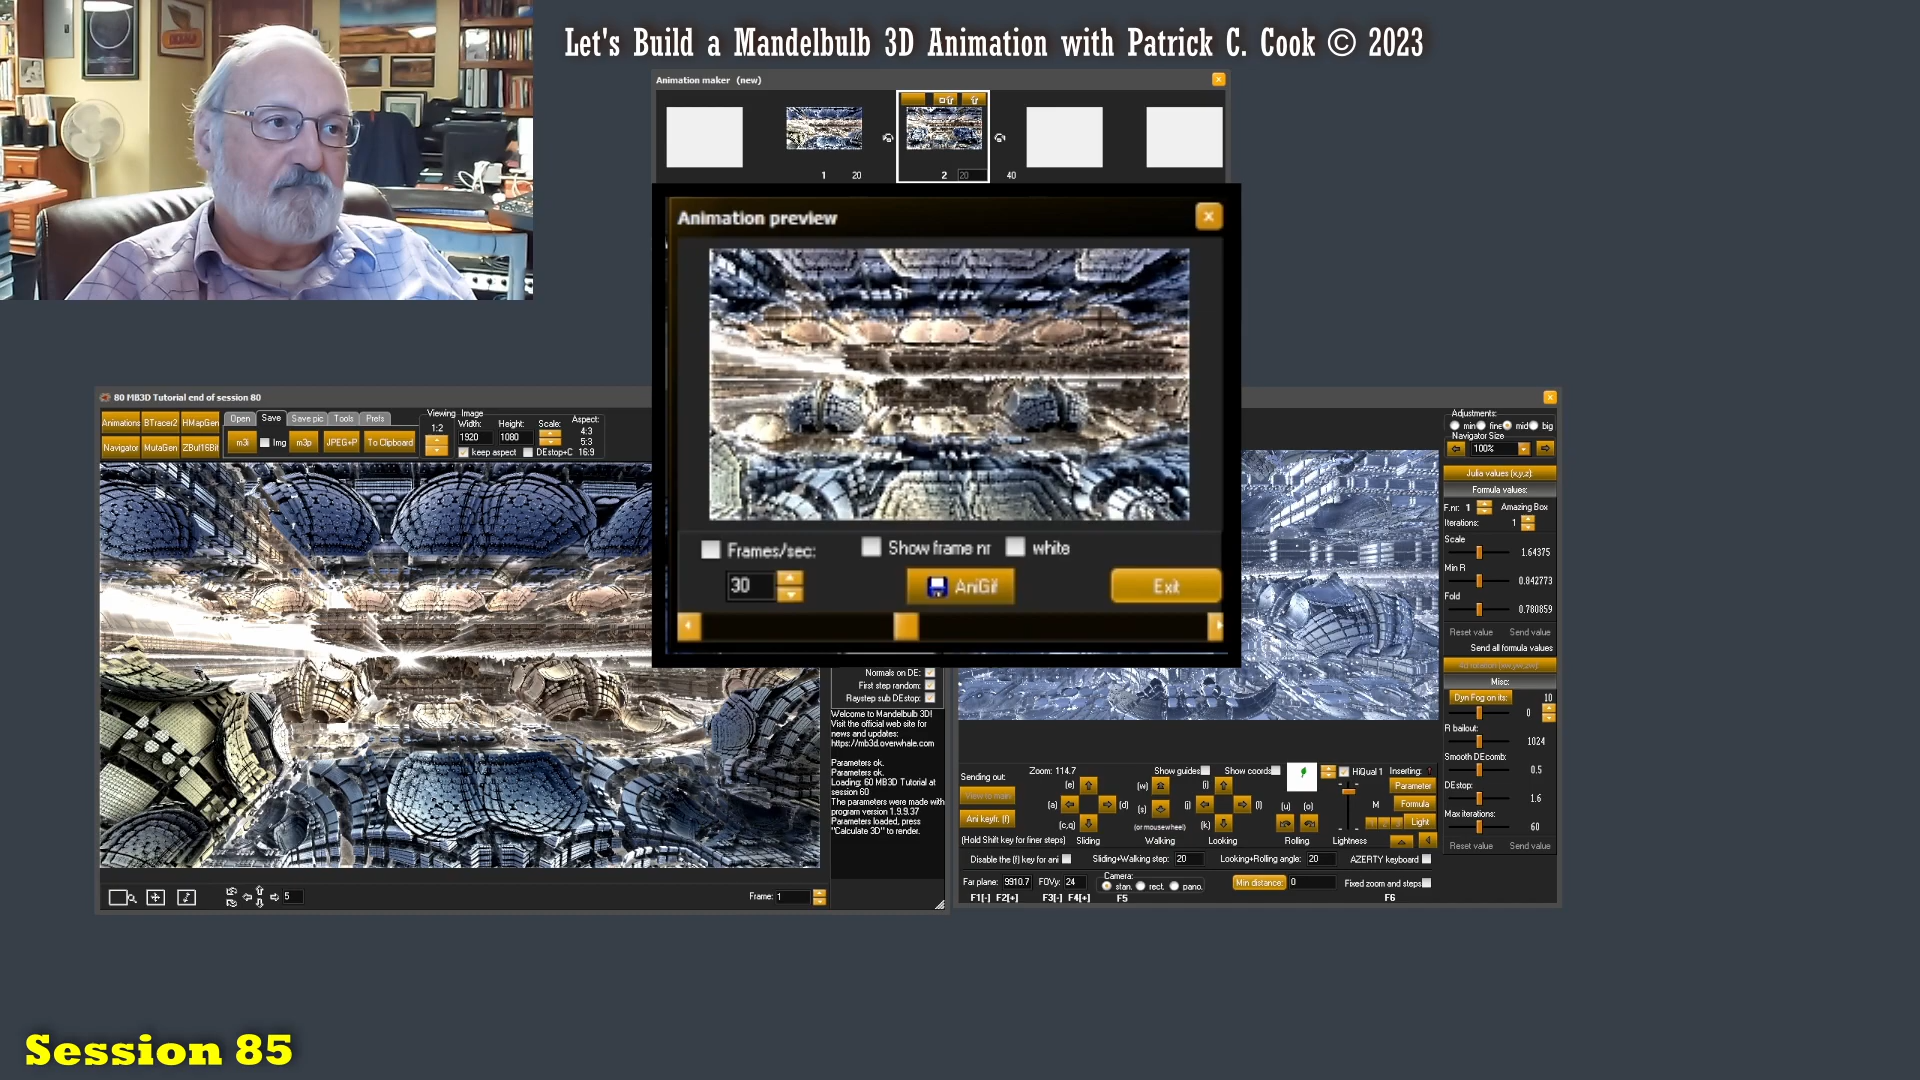 Let's Build a Mandelbulb 3D Animation with Patrick C. Cook © 2023
Animation maker (new)
1 20 2 20 40
Animation preview
Frames/sec: Show frame nr white
30 AniGif Exit
80 MB3D Tutorial end of session 80
Animations BTracer2 HMapGen
Navigator MutaGen ZBuf16Bit
Open Save Save pic Tools Prefs
m3i Img m3p JPEG+P To Clipboard
Viewing Image
1:2 Width: Height: Scale: Aspect:
1920 1080
4:3
5:3
16:9
keep aspect DEstop+C
Normals on DE:
First step random:
Raystep sub DEstop:
Welcome to Mandelbulb 3D!
Visit the official web site for
news and updates:
https://mb3d.overwhale.com
Parameters ok.
Parameters ok.
Loading: 60 MB3D Tutorial at
session 60
The parameters were made with
program version 1.9.9.37
Parameters loaded, press
"Calculate 3D" to render.
5
Frame: 1
Adjustments:
min fine mid big
Navigator Size
100%
Julia values (x,y,z)
Formula values:
F.nr: 1 Amazing Box
Iterations: 1
Scale
1.64375
Min R
0.842773
Fold
0.780859
Reset value Send value
Send all formula values
Misc:
Dyn Fog on its: 10
0
R bailout:
1024
Smooth DEcomb:
0.5
DEstop:
1.6
Max iterations:
60
Reset value Send value
Sending out: Zoom: 114.7 Show guides Show coords HiQual 1 Inserting:
View to main
Ani keyfr. (f)
(e) (a) (d) (c,q)
(w) (s) (or mousewheel)
(i) (j) (l) (k)
(u) (o)
M
Parameter
Formula
Light
(Hold Shift key for finer steps) Sliding Walking Looking Rolling Lightness
Disable the (f) key for ani Sliding+Walking step: 20 Looking+Rolling angle: 20 AZERTY keyboard
Far plane: 9910.7 FOVy: 24 Camera: stan. rect. pano. Min distance: 0 Fixed zoom and steps
F1[-] F2[+] F3[-] F4[+] F5 F6
Session 85